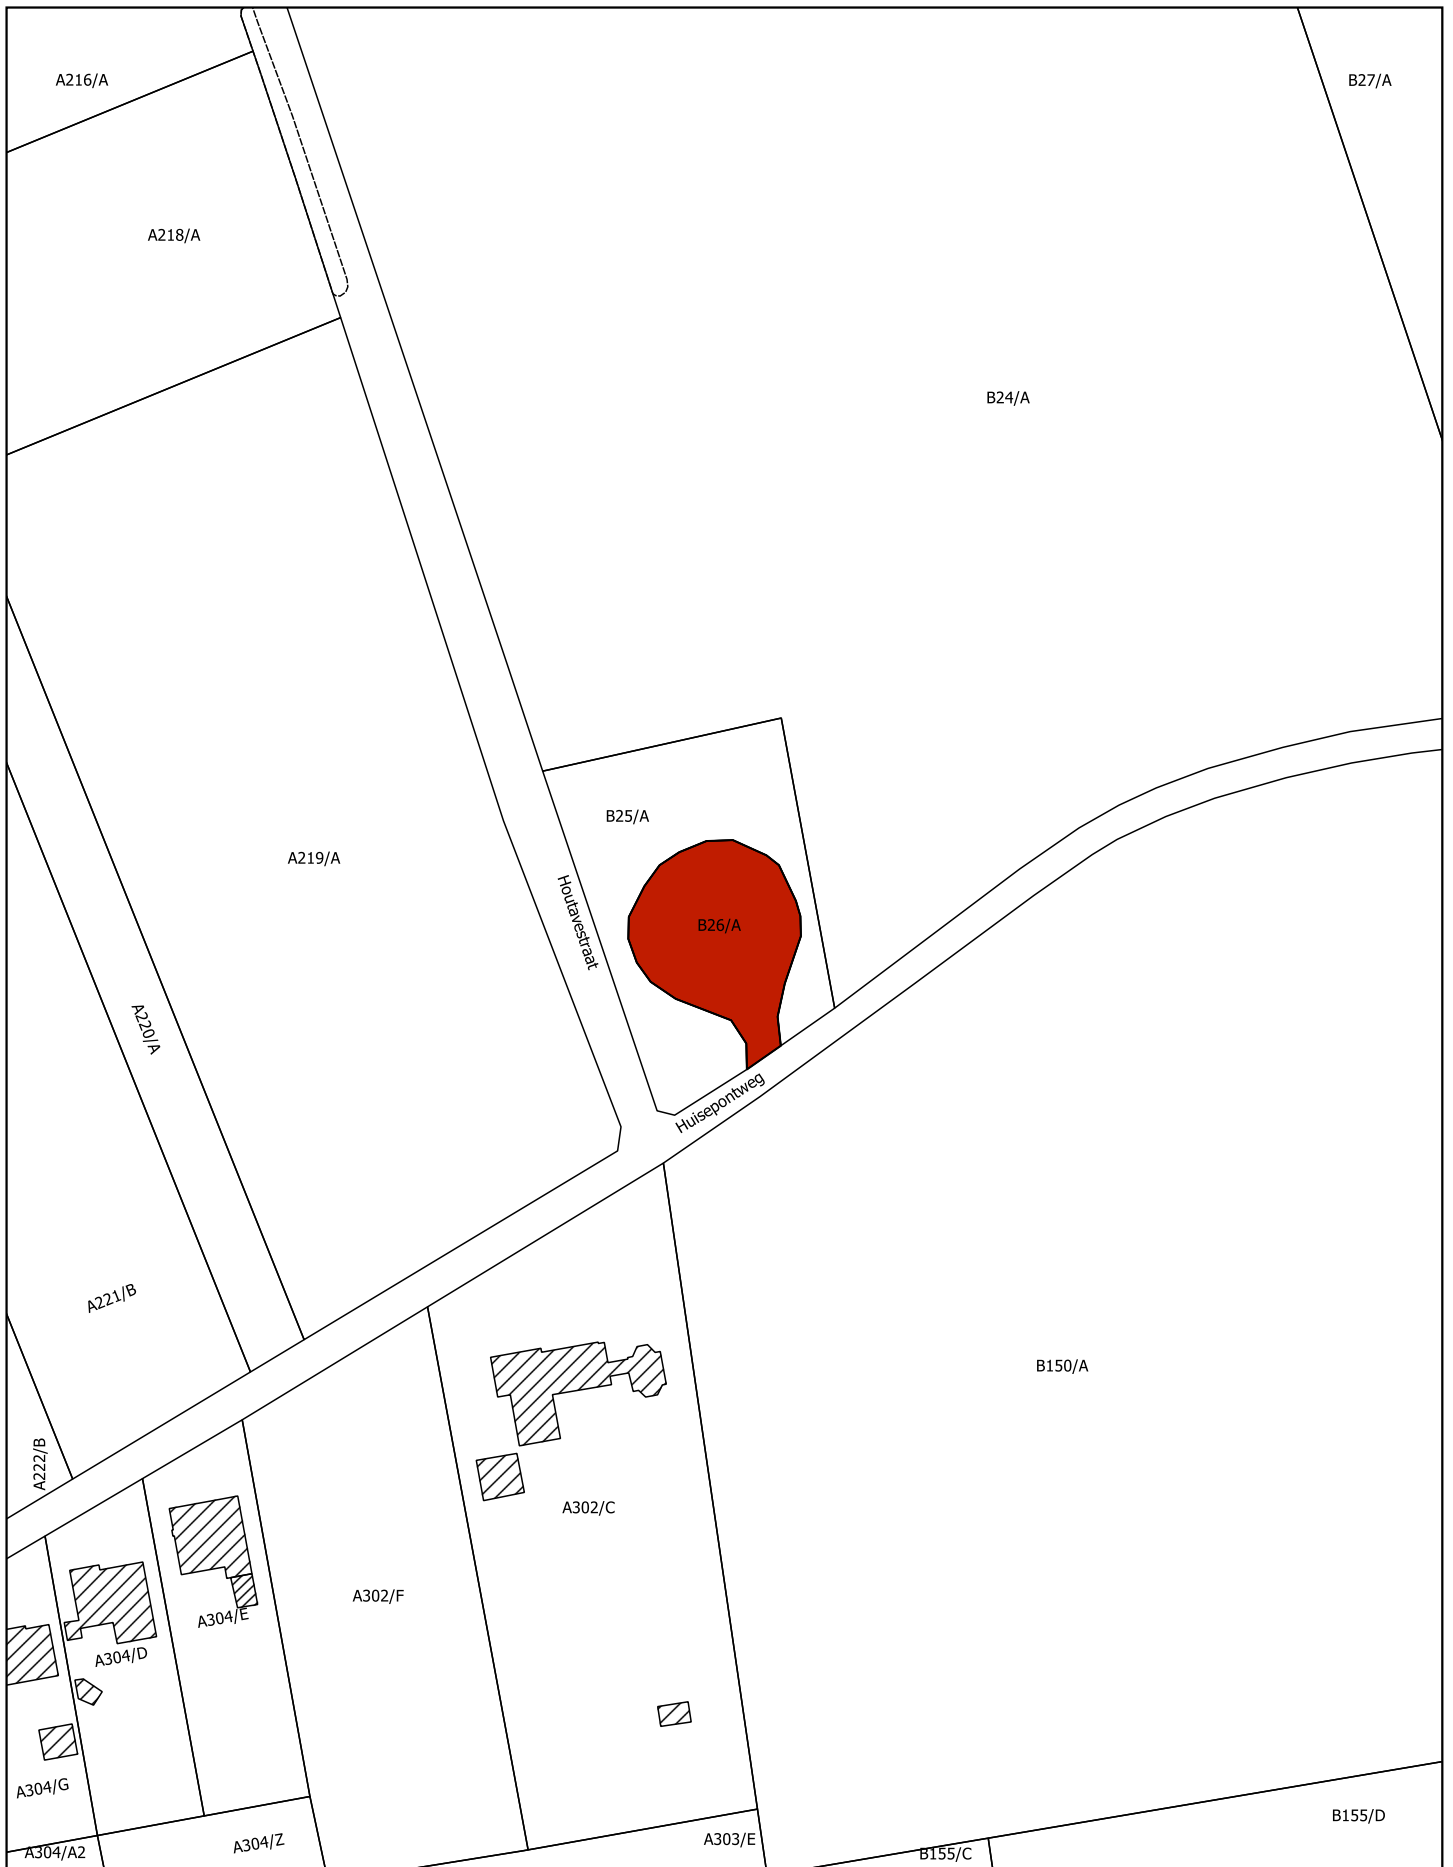 A216/A
B27/A
A218/A
B24/A
B25/A
A219/A
Houtavestraat
B26/A
A220/A
Huisepontweg
A221/B
B150/A
A222/B
A302/C
A302/F
A304/E
A304/D
A304/G
B155/D
A303/E
A304/Z
A304/A2
B155/C